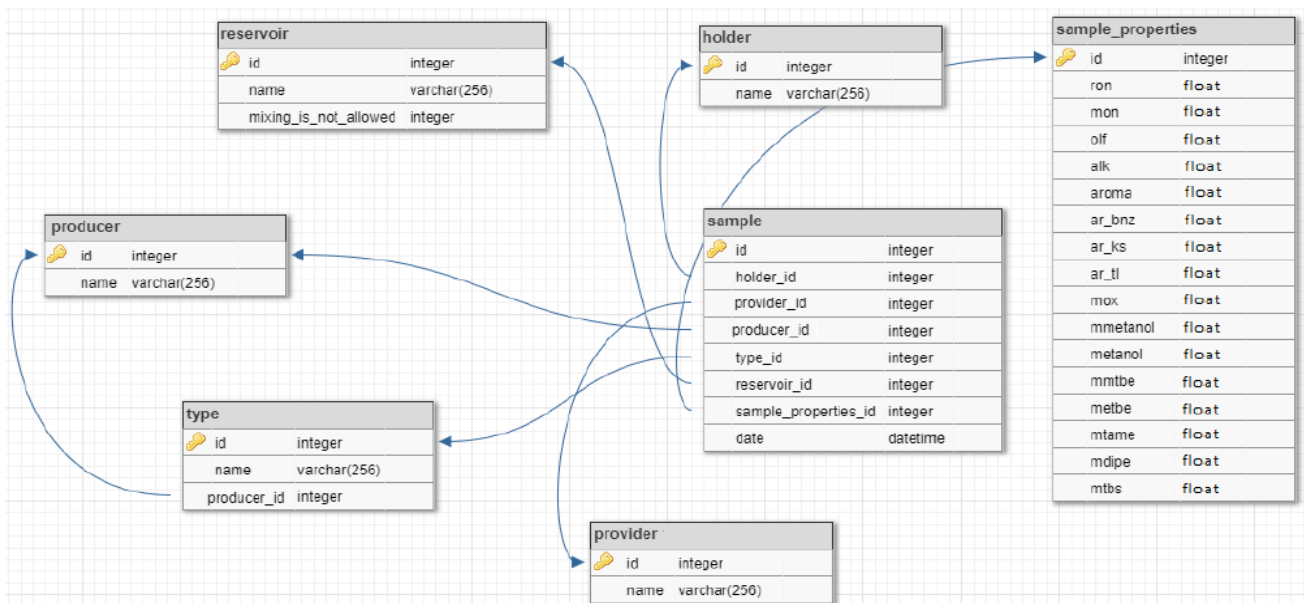 reservoir
id integer
name varchar(256)
mixing_is_not_allowed integer
holder
id integer
name varchar(256)
sample_properties
id integer
ron float
mon float
olf float
alk float
aroma float
ar_bnz float
ar_ks float
ar_tl float
mox float
mmetanol float
metanol float
mmtbe float
metbe float
mtame float
mdipe float
mtbs float
producer
id integer
name varchar(256)
sample
id integer
holder_id integer
provider_id integer
producer_id integer
type_id integer
reservoir_id integer
sample_properties_id integer
date datetime
type
id integer
name varchar(256)
producer_id integer
provider
id integer
name varchar(256)